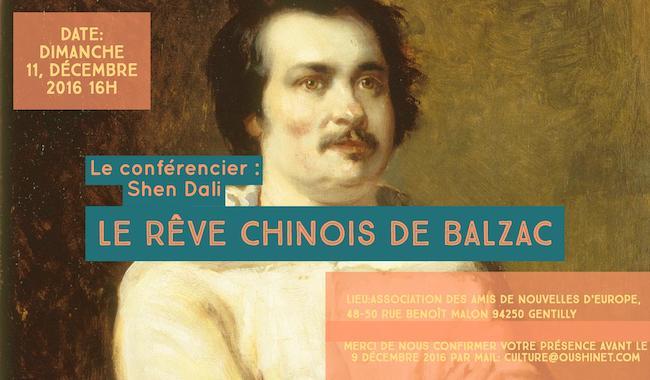 DATE:
DIMANCHE
11, DÉCEMBRE
2016 16H
Le conférencier :
Shen Dali
LE RÊVE CHINOIS DE BALZAC
LIEU:ASSOCIATION DES AMIS DE NOUVELLES D'EUROPE,
48-50 RUE BENOÎT MALON 94250 GENTILLY
MERCI DE NOUS CONFIRMER VOTRE PRÉSENCE AVANT LE
9 DÉCEMBRE 2016 PAR MAIL: CULTURE@OUSHINET.COM